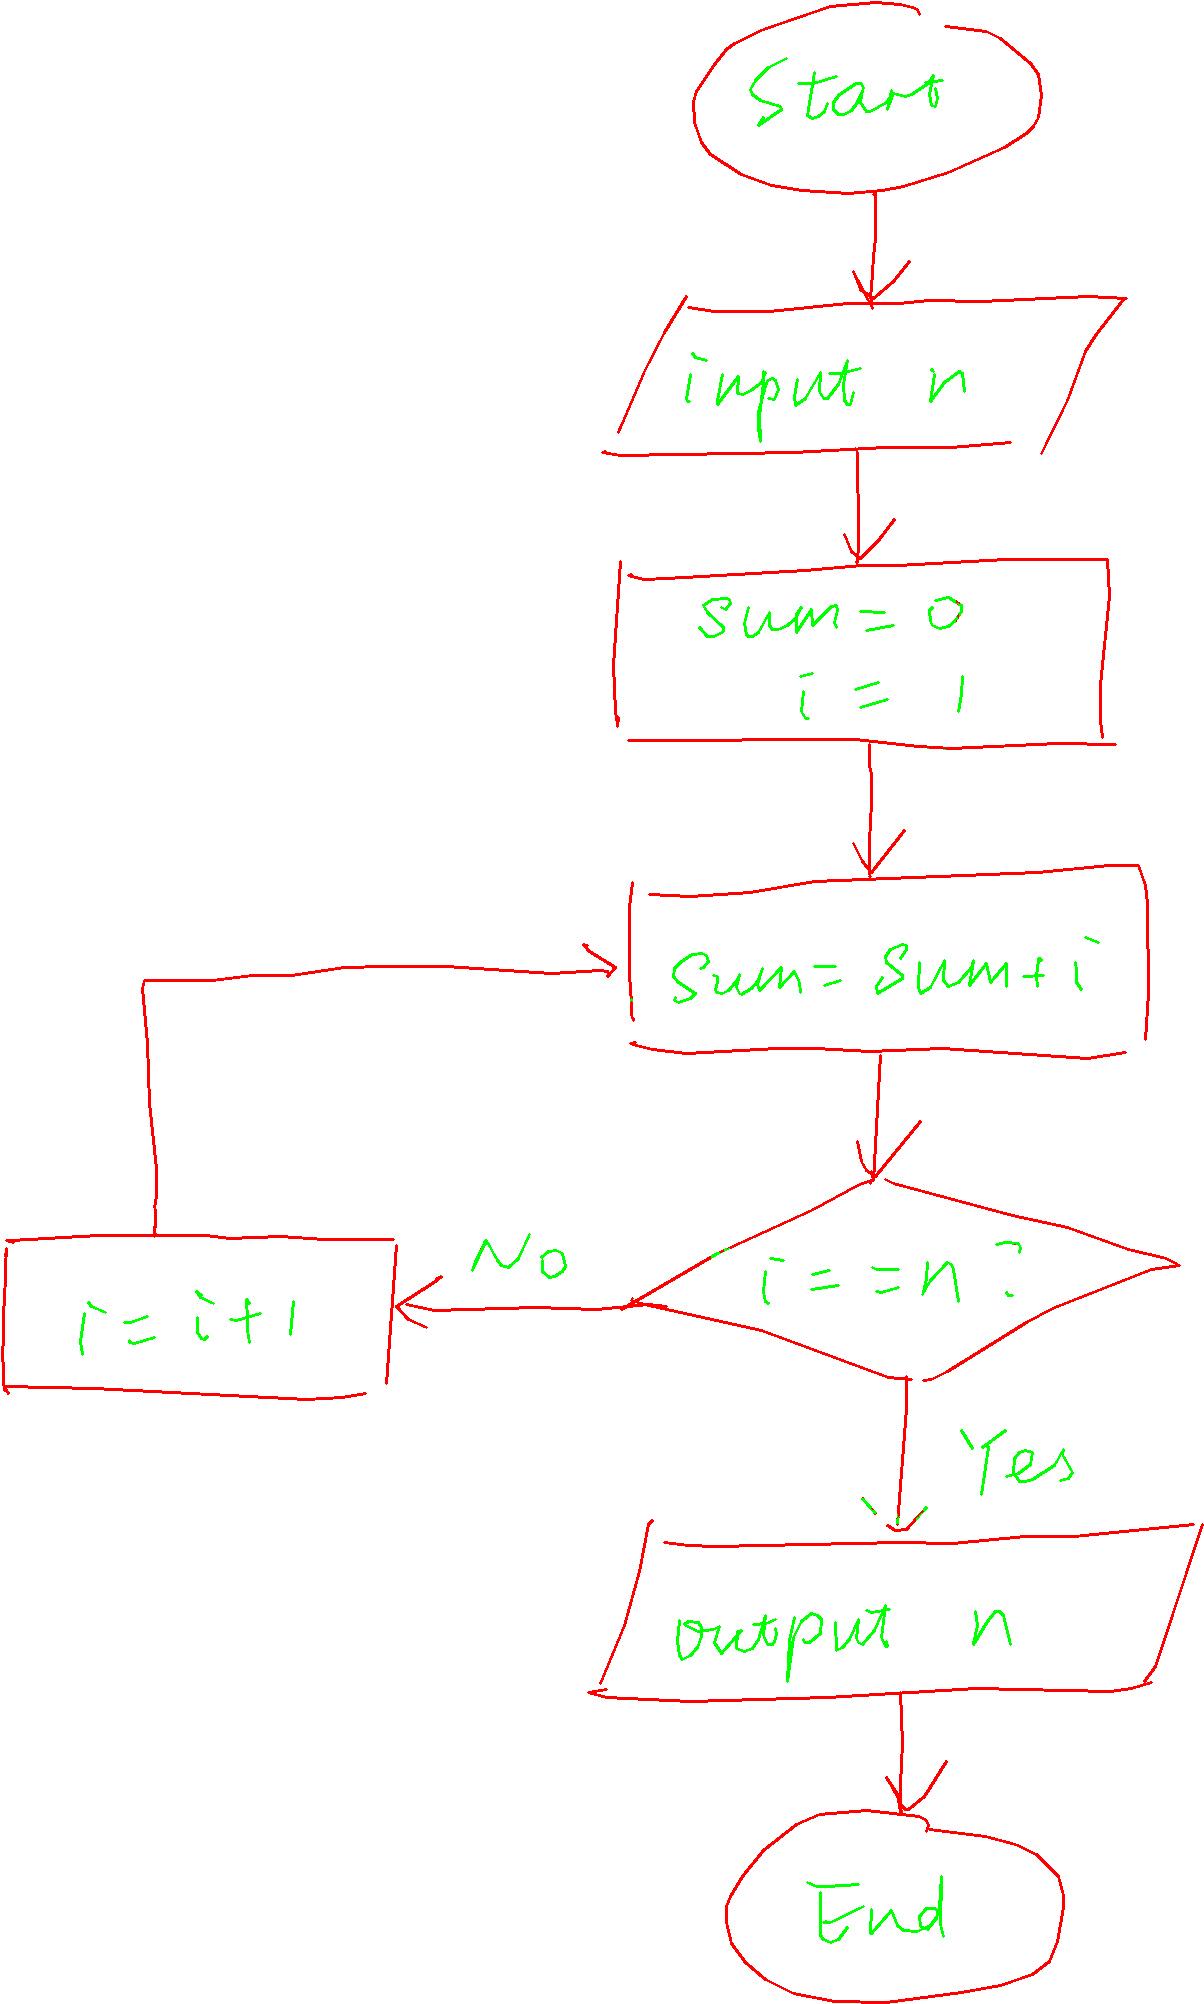 Start
input n
sum = 0
i = 1
Sum = Sum + i
i = = n ?
No
i = i + 1
Yes
output n
End